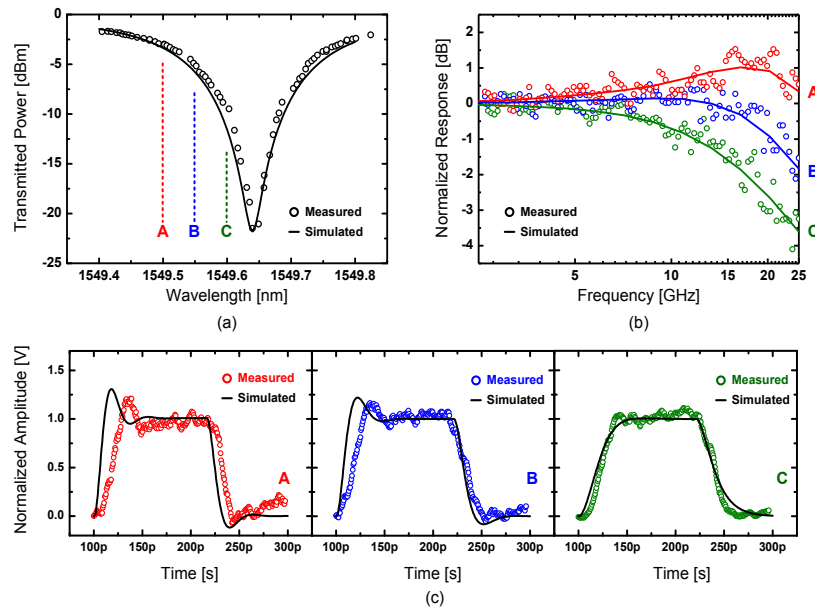 Transmitted Power [dBm]
0
-5
-10
-15
-20
-25
A
B
C
Measured
Simulated
1549.4
1549.5
1549.6
1549.7
1549.8
Wavelength [nm]
(a)
Normalized Response [dB]
2
1
0
-1
-2
-3
-4
Measured
Simulated
A
B
C
5
10
15
20
25
Frequency [GHz]
(b)
Normalized Amplitude [V]
1.5
1.0
0.5
0.0
Measured
Simulated
A
100p
150p
200p
250p
300p
Time [s]
Measured
Simulated
B
100p
150p
200p
250p
300p
Time [s]
Measured
Simulated
C
100p
150p
200p
250p
300p
Time [s]
(c)